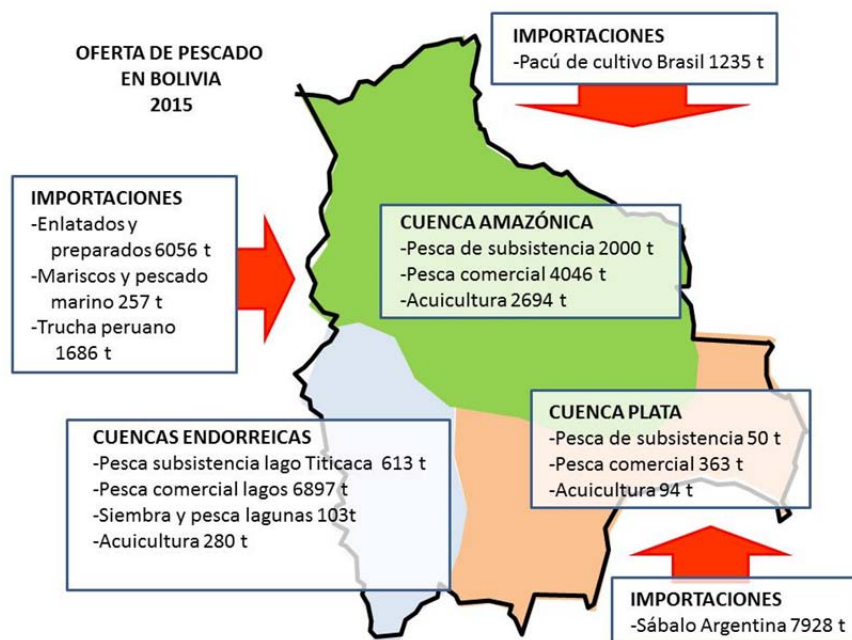 OFERTA DE PESCADO
EN BOLIVIA
2015
IMPORTACIONES
-Pacú de cultivo Brasil 1235 t
IMPORTACIONES
-Enlatados y
preparados 6056 t
-Mariscos y pescado
marino 257 t
-Trucha peruano
1686 t
CUENCA AMAZÓNICA
-Pesca de subsistencia 2000 t
-Pesca comercial 4046 t
-Acuicultura 2694 t
CUENCA PLATA
-Pesca de subsistencia 50 t
-Pesca comercial 363 t
-Acuicultura 94 t
CUENCAS ENDORREICAS
-Pesca subsistencia lago Titicaca 613 t
-Pesca comercial lagos 6897 t
-Siembra y pesca lagunas 103t
-Acuicultura 280 t
IMPORTACIONES
-Sábalo Argentina 7928 t